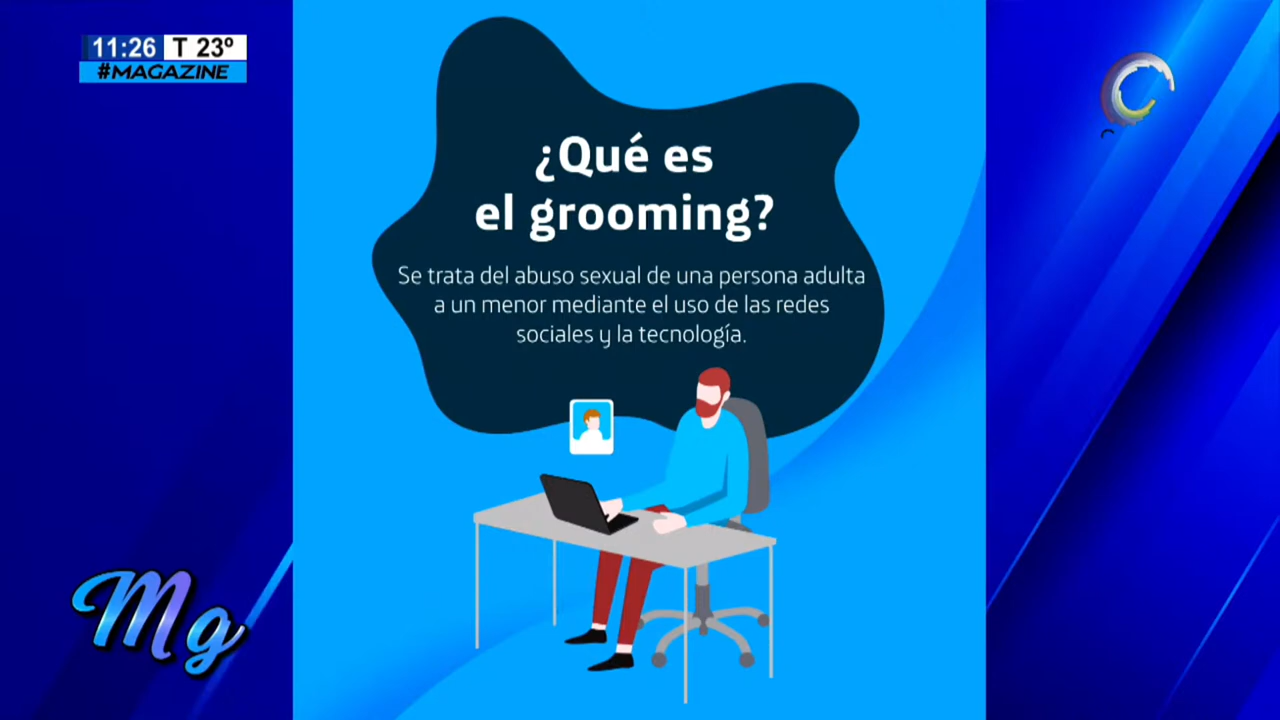 11:26 T 23º
#MAGAZINE
¿Qué es
el grooming?
Se trata del abuso sexual de una persona adulta
a un menor mediante el uso de las redes
sociales y la tecnología.
Mg